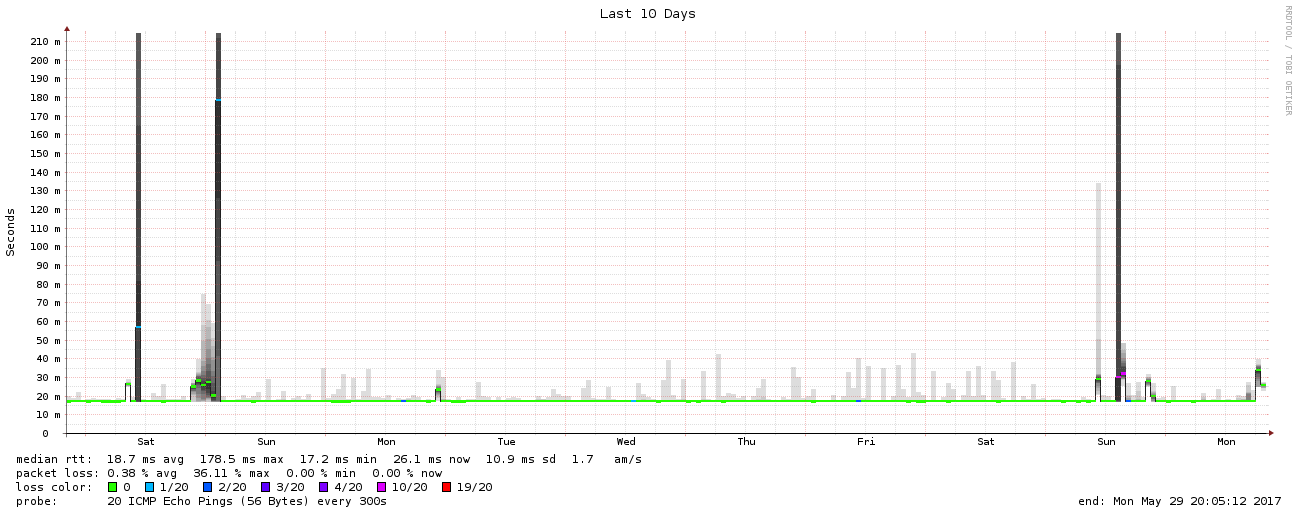 Last 10 Days
RRDTOOL / TOBI OETIKER
Seconds
210 m
200 m
190 m
180 m
170 m
160 m
150 m
140 m
130 m
120 m
110 m
100 m
90 m
80 m
70 m
60 m
50 m
40 m
30 m
20 m
10 m
0
Sat Sun Mon Tue Wed Thu Fri Sat Sun Mon
median rtt: 18.7 ms avg 178.5 ms max 17.2 ms min 26.1 ms now 10.9 ms sd 1.7 am/s
packet loss: 0.38 % avg 36.11 % max 0.00 % min 0.00 % now
loss color: 0 1/20 2/20 3/20 4/20 10/20 19/20
probe: 20 ICMP Echo Pings (56 Bytes) every 300s end: Mon May 29 20:05:12 2017